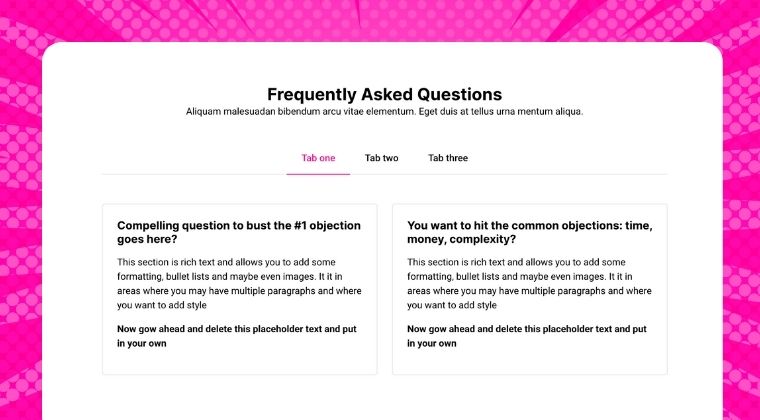 Frequently Asked Questions
Aliquam malesuadan bibendum arcu vitae elementum. Eget duis at tellus urna mentum aliqua.
Tab one Tab two Tab three
Compelling question to bust the #1 objection
goes here?
This section is rich text and allows you to add some
formatting, bullet lists and maybe even images. It it in
areas where you may have multiple paragraphs and where
you want to add style
Now gow ahead and delete this placeholder text and put
in your own
You want to hit the common objections: time,
money, complexity?
This section is rich text and allows you to add some
formatting, bullet lists and maybe even images. It it in
areas where you may have multiple paragraphs and where
you want to add style
Now gow ahead and delete this placeholder text and put
in your own